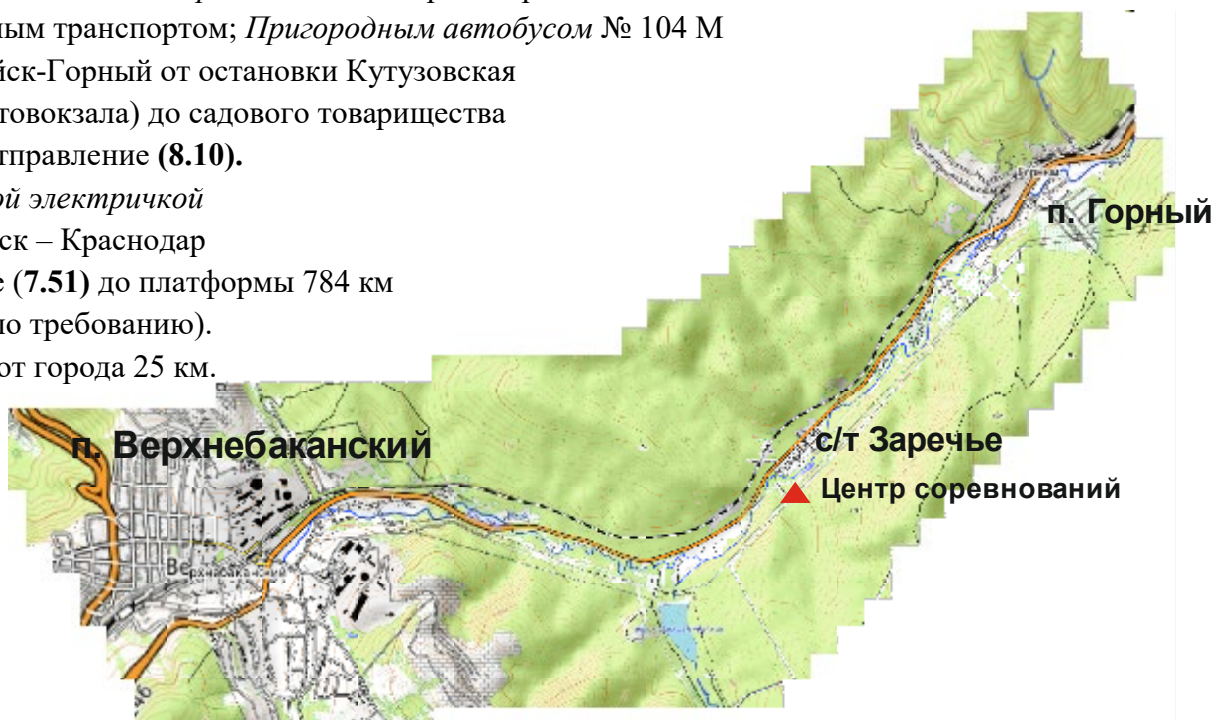 ным транспортом; Пригородным автобусом № 104 М
йск-Горный от остановки Кутузовская
товокзала) до садового товарищества
тправление (8.10).
ой электричкой
ск – Краснодар
е (7.51) до платформы 784 км
по требованию).
от города 25 км.
п. Горный
п. Верхнебаканский
с/т Заречье
Центр соревнований
Верхнебаканский